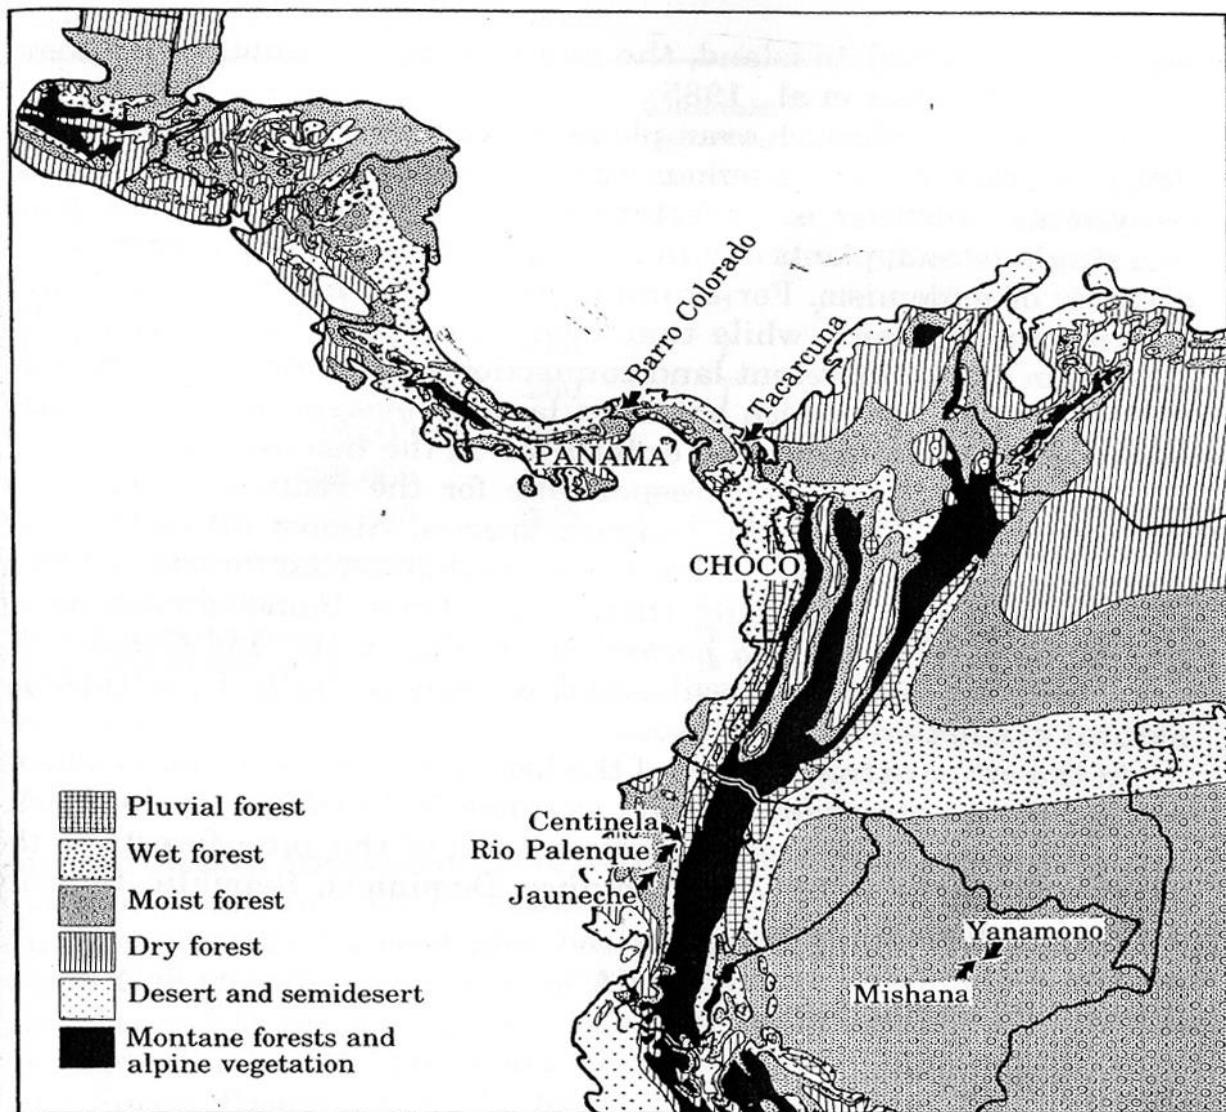 Barro Colorado
Tacarcuna
PANAMA
CHOCO
Centinela
Rio Palenque
Jauneche
Yanamono
Mishana
Pluvial forest
Wet forest
Moist forest
Dry forest
Desert and semidesert
Montane forests and
alpine vegetation